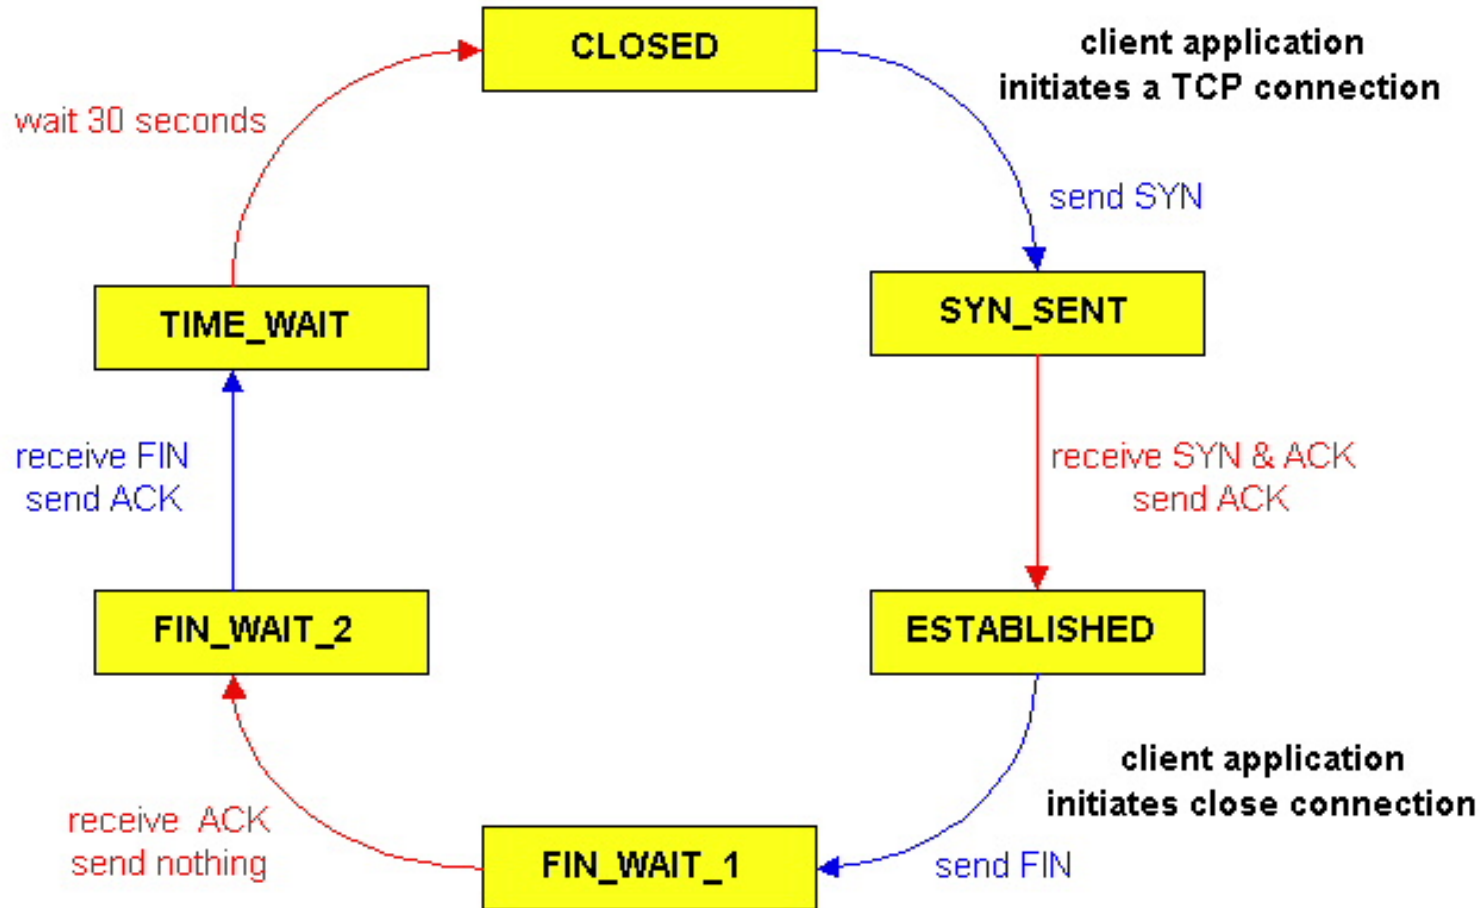 CLOSED
client application
initiates a TCP connection
wait 30 seconds
send SYN
SYN_SENT
TIME_WAIT
receive SYN & ACK
send ACK
receive FIN
send ACK
ESTABLISHED
FIN_WAIT_2
client application
initiates close connection
receive ACK
send nothing
FIN_WAIT_1
send FIN